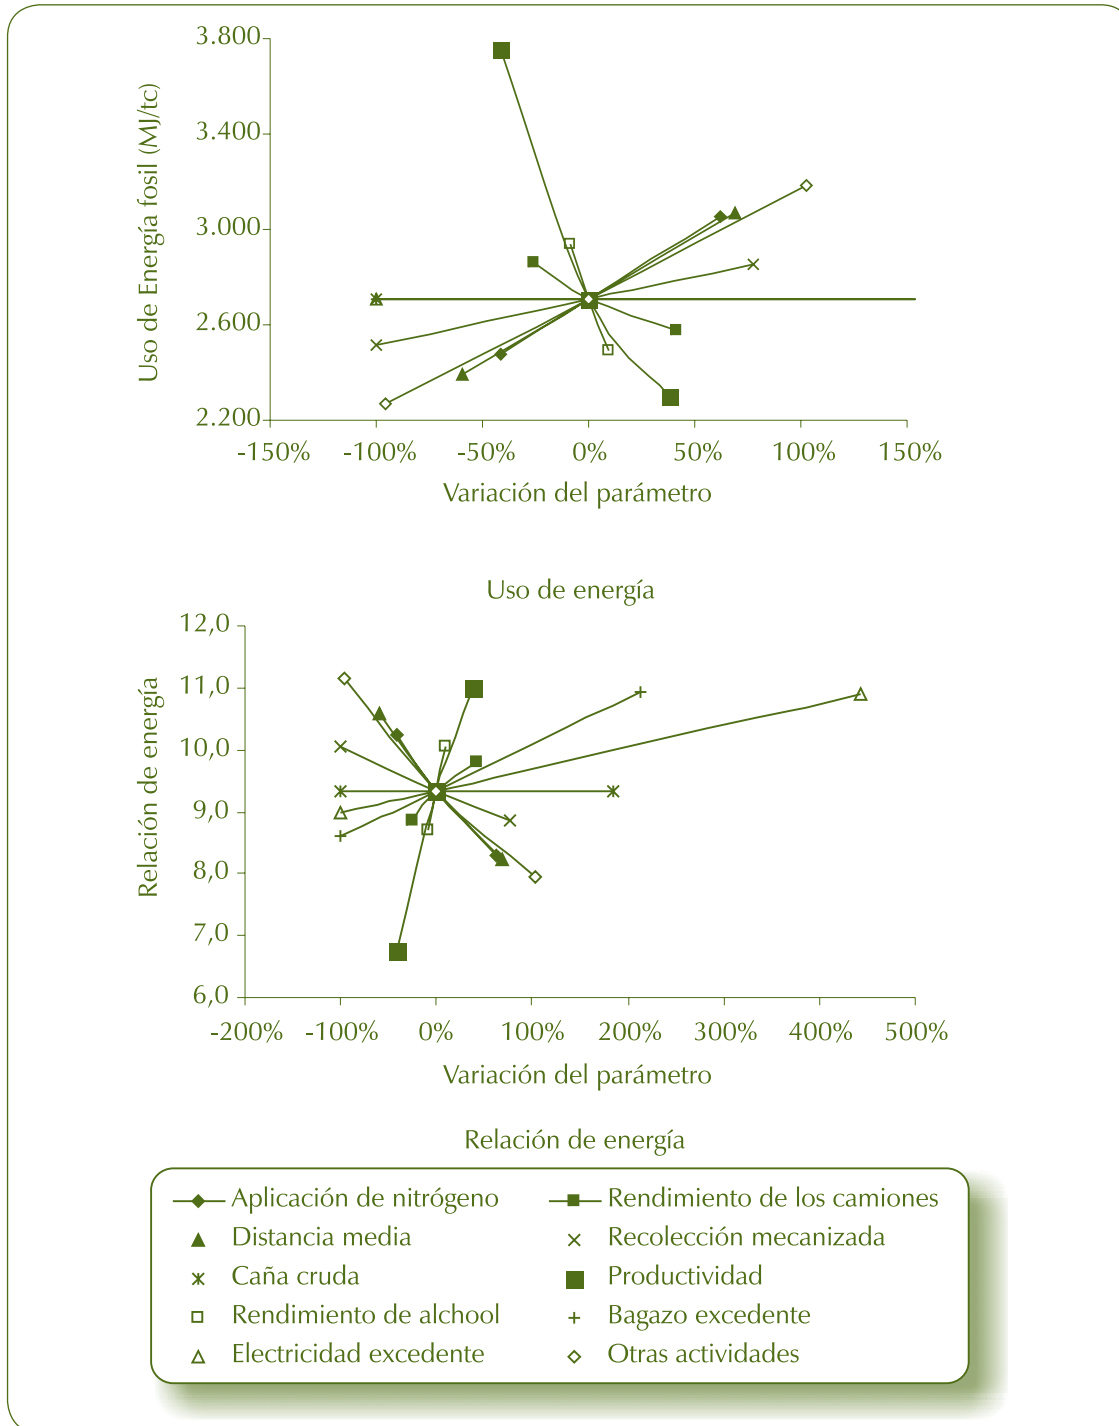 3.800
3.400
3.000
2.600
2.200
Uso de Energía fosil (MJ/tc)
-150% -100% -50% 0% 50% 100% 150%
Variación del parámetro
Uso de energía
12,0
11,0
10,0
9,0
8,0
7,0
6,0
Relación de energía
-200% -100% 0% 100% 200% 300% 400% 500%
Variación del parámetro
Relación de energía
Aplicación de nitrógeno Rendimiento de los camiones
Distancia media Recolección mecanizada
Caña cruda Productividad
Rendimiento de alchool Bagazo excedente
Electricidad excedente Otras actividades